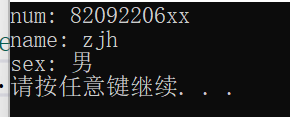 num: 82092206xx
name: zjh
sex: 男
请按任意键继续. . .